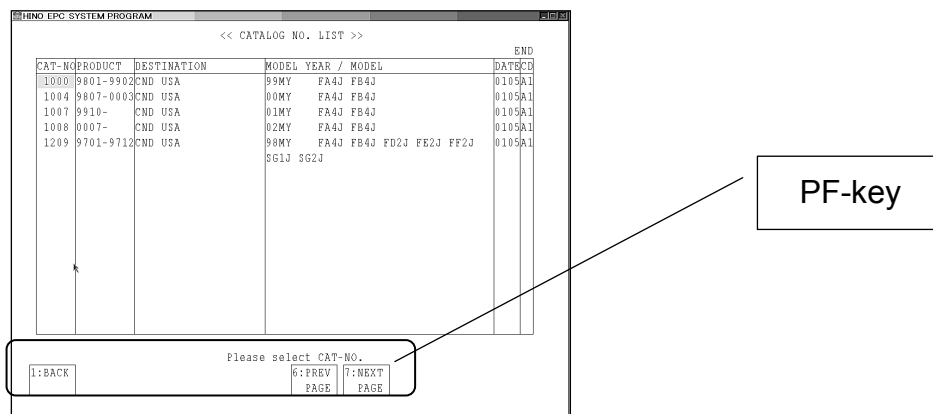 HINO EPC SYSTEM PROGRAM
<< CATALOG NO. LIST >>
END
CAT-NO PRODUCT DESTINATION MODEL YEAR / MODEL DATE CD
1000 9801-9902 CND USA 99MY FA4J FB4J 0105 A1
1004 9807-0003 CND USA 00MY FA4J FB4J 0105 A1
1007 9910- CND USA 01MY FA4J FB4J 0105 A1
1008 0007- CND USA 02MY FA4J FB4J 0105 A1
1209 9701-9712 CND USA 98MY FA4J FB4J FD2J FE2J FF2J 0105 A1
SG1J SG2J
PF-key
Please select CAT-NO.
1:BACK 6:PREV 7:NEXT
PAGE PAGE